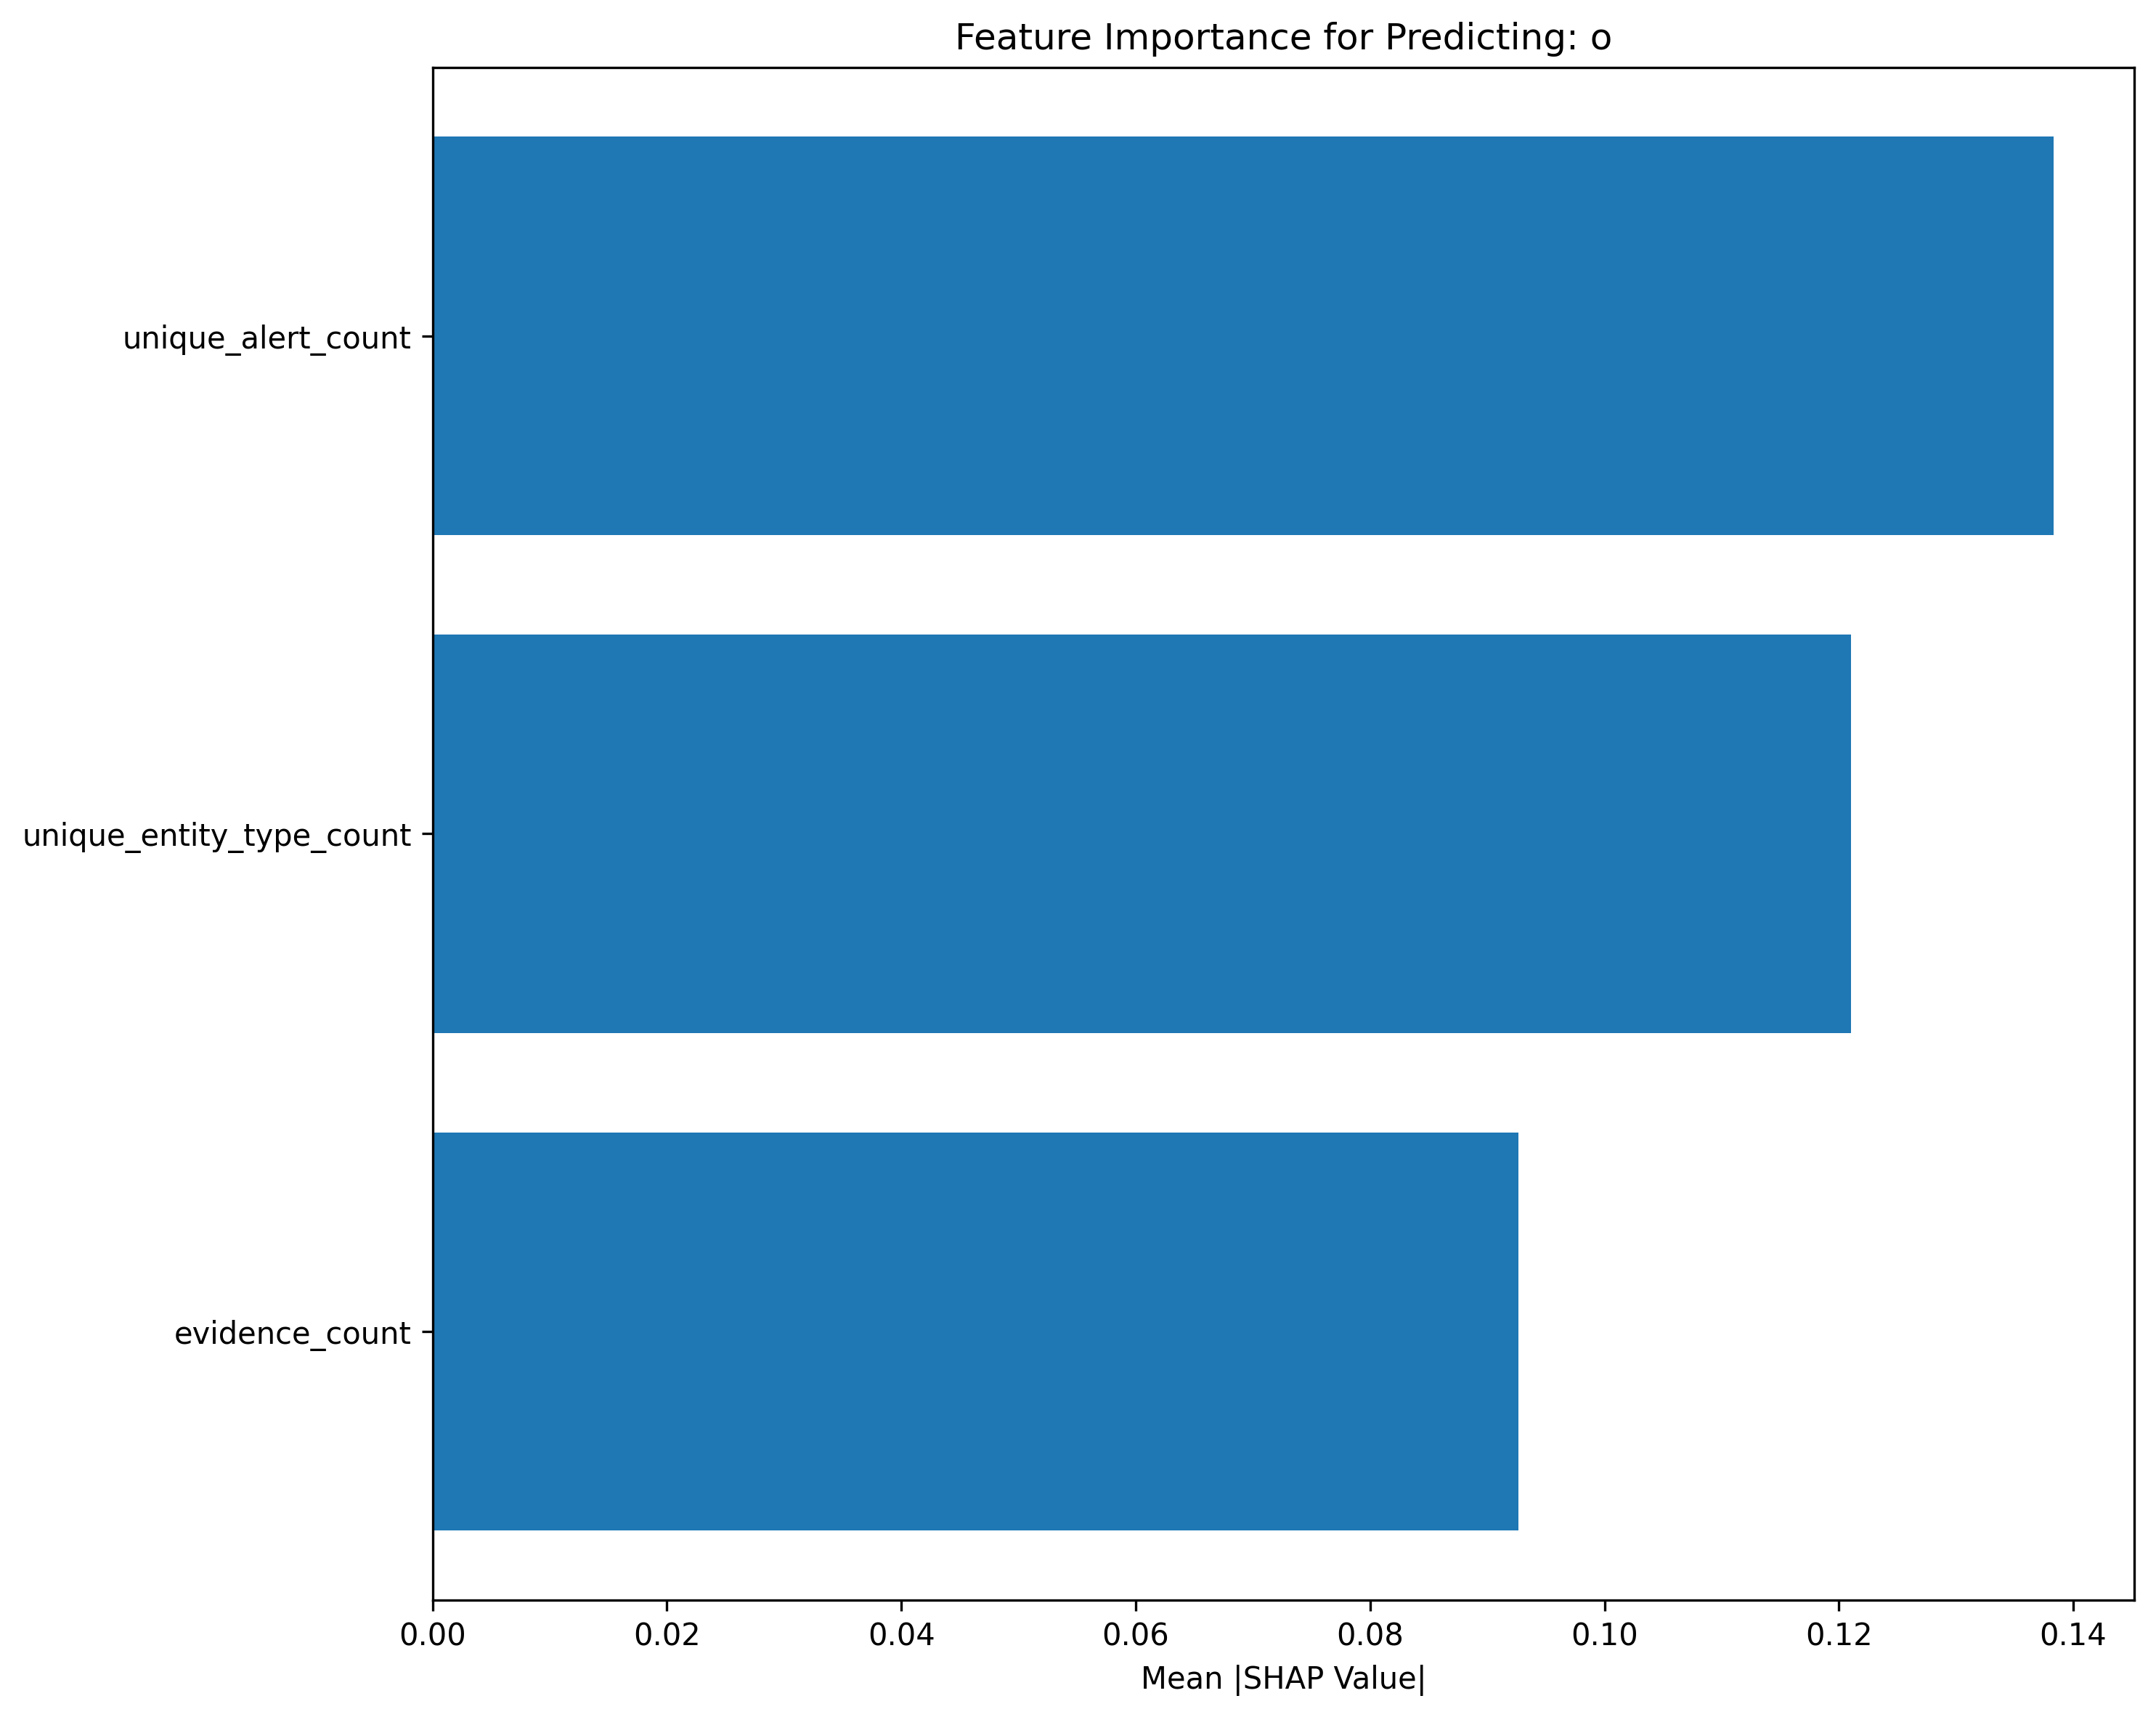 Feature Importance for Predicting: o
unique_alert_count
unique_entity_type_count
evidence_count
0.00 0.02 0.04 0.06 0.08 0.10 0.12 0.14
Mean |SHAP Value|